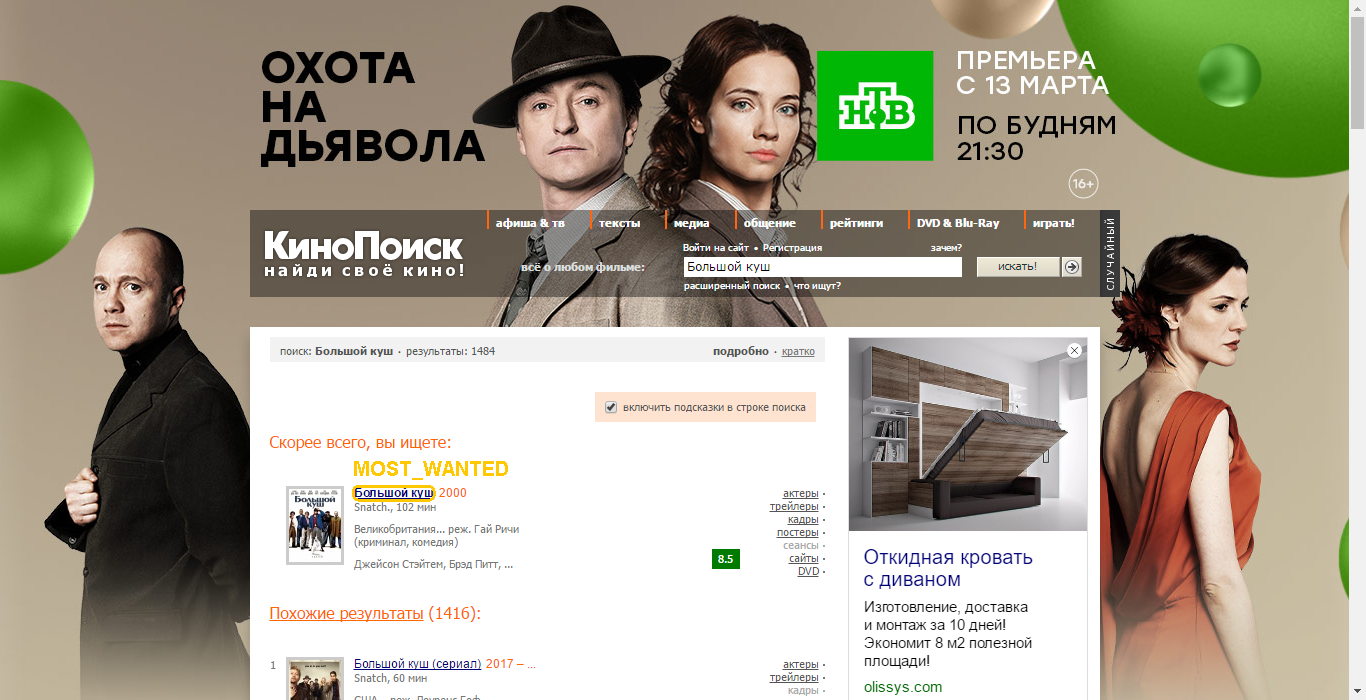 ОХОТА
НА
ДЬЯВОЛА
НТВ
ПРЕМЬЕРА
С 13 МАРТА
ПО БУДНЯМ
21:30
16+
афиша & тв
тексты
медиа
общение
рейтинги
DVD & Blu-Ray
играть!
СЛУЧАЙНЫЙ
КиноПоиск
найди своё кино!
Войти на сайт • Регистрация
зачем?
всё о любом фильме:
Большой куш
искать!
расширенный поиск • что ищут?
поиск: Большой куш · результаты: 1484
подробно · кратко
включить подсказки в строке поиска
Скорее всего, вы ищете:
MOST_WANTED
Большой куш 2000
Snatch., 102 мин
Великобритания... реж. Гай Ричи
(криминал, комедия)
Джейсон Стэйтем, Брэд Питт, ...
8.5
актеры
трейлеры
кадры
постеры
сеансы
сайты
DVD
Похожие результаты (1416):
1
Большой куш (сериал) 2017 – ...
Snatch, 60 мин
актеры
трейлеры
кадры
Откидная кровать
с диваном
Изготовление, доставка
и монтаж за 10 дней!
Экономит 8 м2 полезной
площади!
olissys.com